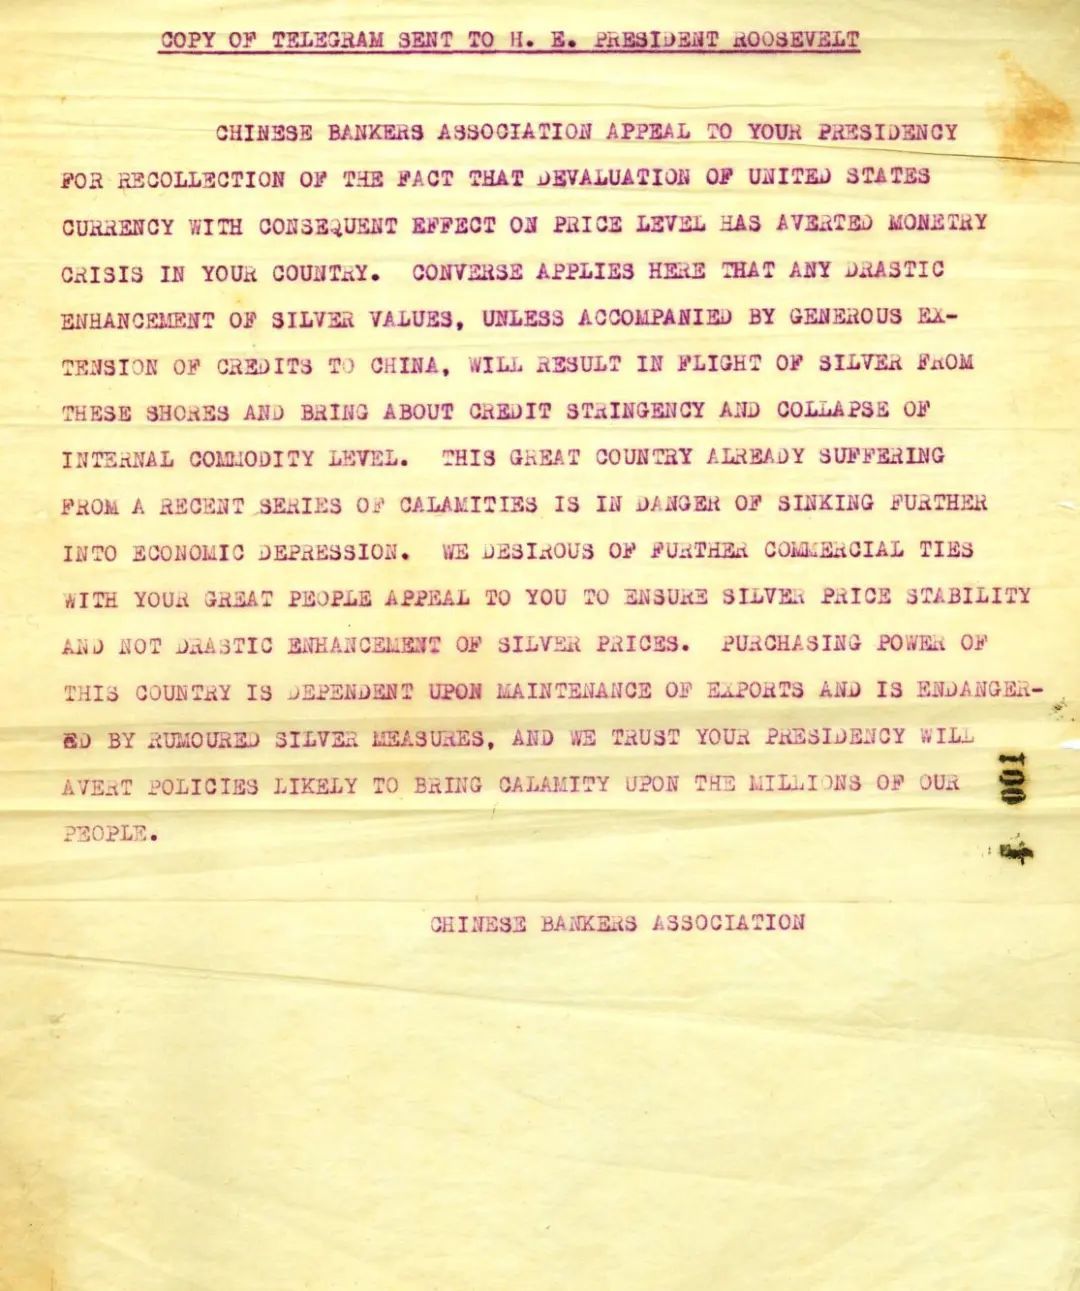 COPY OF TELEGRAM SENT TO H. E. PRESIDENT ROOSEVELT
CHINESE BANKERS ASSOCIATION APPEAL TO YOUR PRESIDENCY
FOR RECOLLECTION OF THE FACT THAT DEVALUATION OF UNITED STATES
CURRENCY WITH CONSEQUENT EFFECT ON PRICE LEVEL HAS AVERTED MONETRY
CRISIS IN YOUR COUNTRY. CONVERSE APPLIES HERE THAT ANY DRASTIC
ENHANCEMENT OF SILVER VALUES, UNLESS ACCOMPANIED BY GENEROUS EX-
TENSION OF CREDITS TO CHINA, WILL RESULT IN FLIGHT OF SILVER FROM
THESE SHORES AND BRING ABOUT CREDIT STRINGENCY AND COLLAPSE OF
INTERNAL COMMODITY LEVEL. THIS GREAT COUNTRY ALREADY SUFFERING
FROM A RECENT SERIES OF CALAMITIES IS IN DANGER OF SINKING FURTHER
INTO ECONOMIC DEPRESSION. WE DESIROUS OF FURTHER COMMERCIAL TIES
WITH YOUR GREAT PEOPLE APPEAL TO YOU TO ENSURE SILVER PRICE STABILITY
AND NOT DRASTIC ENHANCEMENT OF SILVER PRICES. PURCHASING POWER OF
THIS COUNTRY IS DEPENDENT UPON MAINTENANCE OF EXPORTS AND IS ENDANGER-
ED BY RUMOURED SILVER MEASURES, AND WE TRUST YOUR PRESIDENCY WILL
AVERT POLICIES LIKELY TO BRING CALAMITY UPON THE MILLIONS OF OUR
PEOPLE.
CHINESE BANKERS ASSOCIATION
001